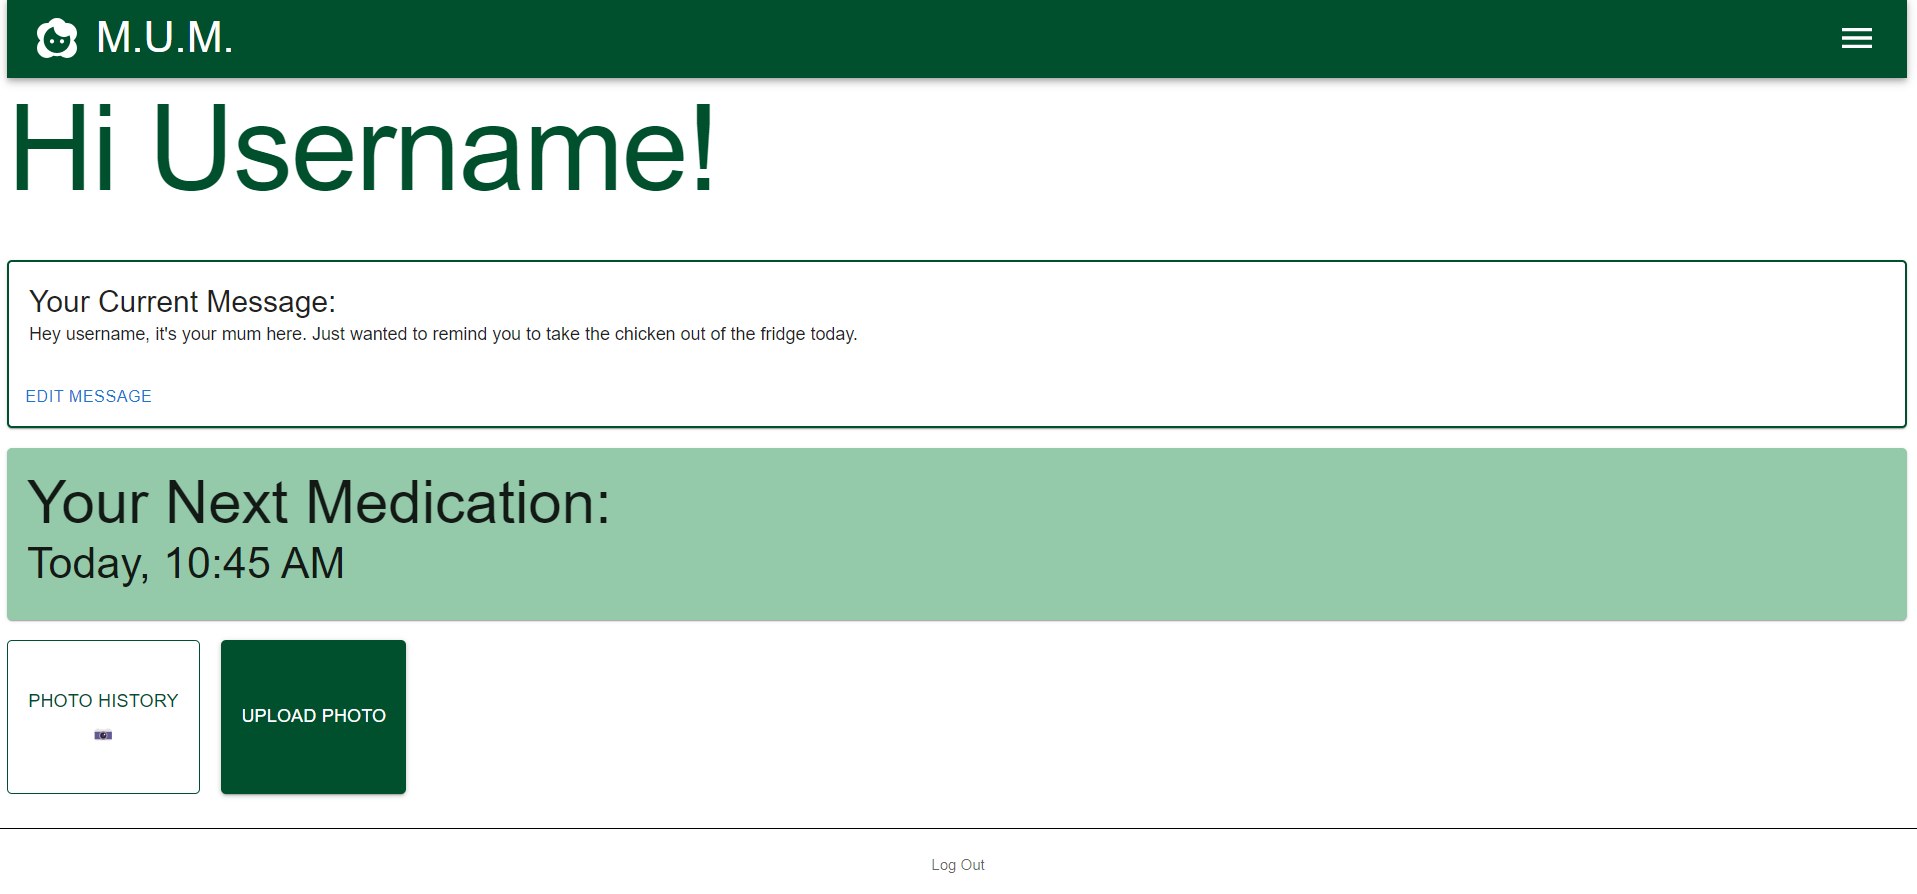 M.U.M.
Hi Username!
Your Current Message:
Hey username, it's your mum here. Just wanted to remind you to take the chicken out of the fridge today.
EDIT MESSAGE
Your Next Medication:
Today, 10:45 AM
PHOTO HISTORY
UPLOAD PHOTO
Log Out